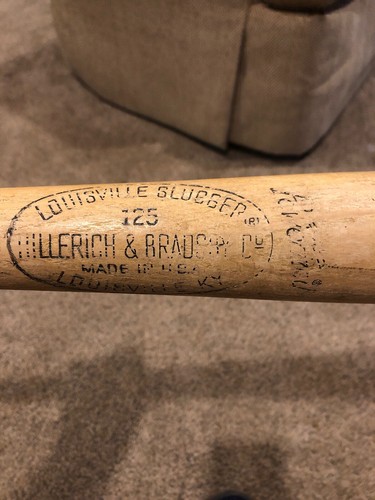 LOUISVILLE SLUGGER
(R)
125
HILLERICH & BRADSBY Co
MADE IN U.S.A.
LOUISVILLE KY.